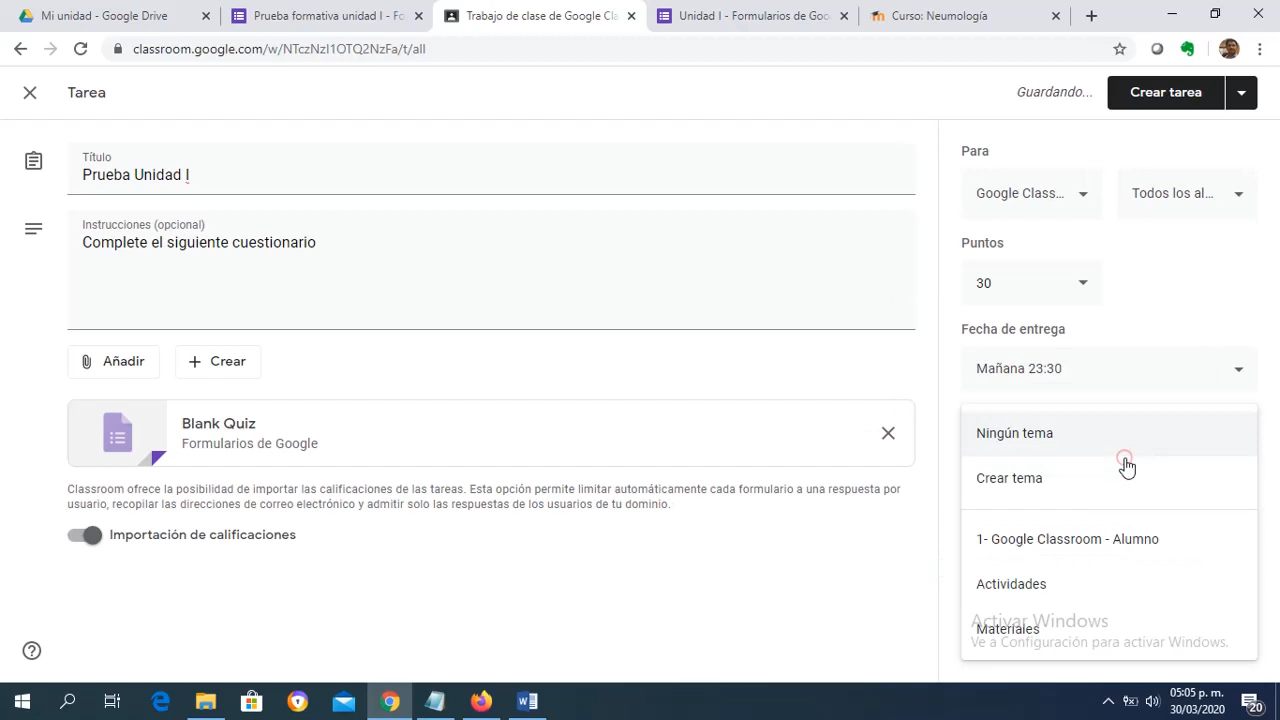 Mi unidad - Google Drive
Prueba formativa unidad I - F
Trabajo de clase de Google Cla
Unidad I - Formularios de Goo
Curso: Neumología
classroom.google.com/w/NTczNzI1OTQ2NzFa/t/all
Tarea
Guardando...
Crear tarea
Título
Prueba Unidad I
Instrucciones (opcional)
Complete el siguiente cuestionario
Añadir
Crear
Blank Quiz
Formularios de Google
Classroom ofrece la posibilidad de importar las calificaciones de las tareas. Esta opción permite limitar automáticamente cada formulario a una respuesta por
usuario, recopilar las direcciones de correo electrónico y admitir solo las respuestas de usuarios de tu dominio.
Importación de calificaciones
Para
Google Class...
Todos los al...
Puntos
30
Fecha de entrega
Mañana 23:30
Ningún tema
Crear tema
1- Google Classroom - Alumno
Actividades
Materiales
Activar Windows
Ve a Configuración para activar Windows.
05:05 p. m.
30/03/2020
20